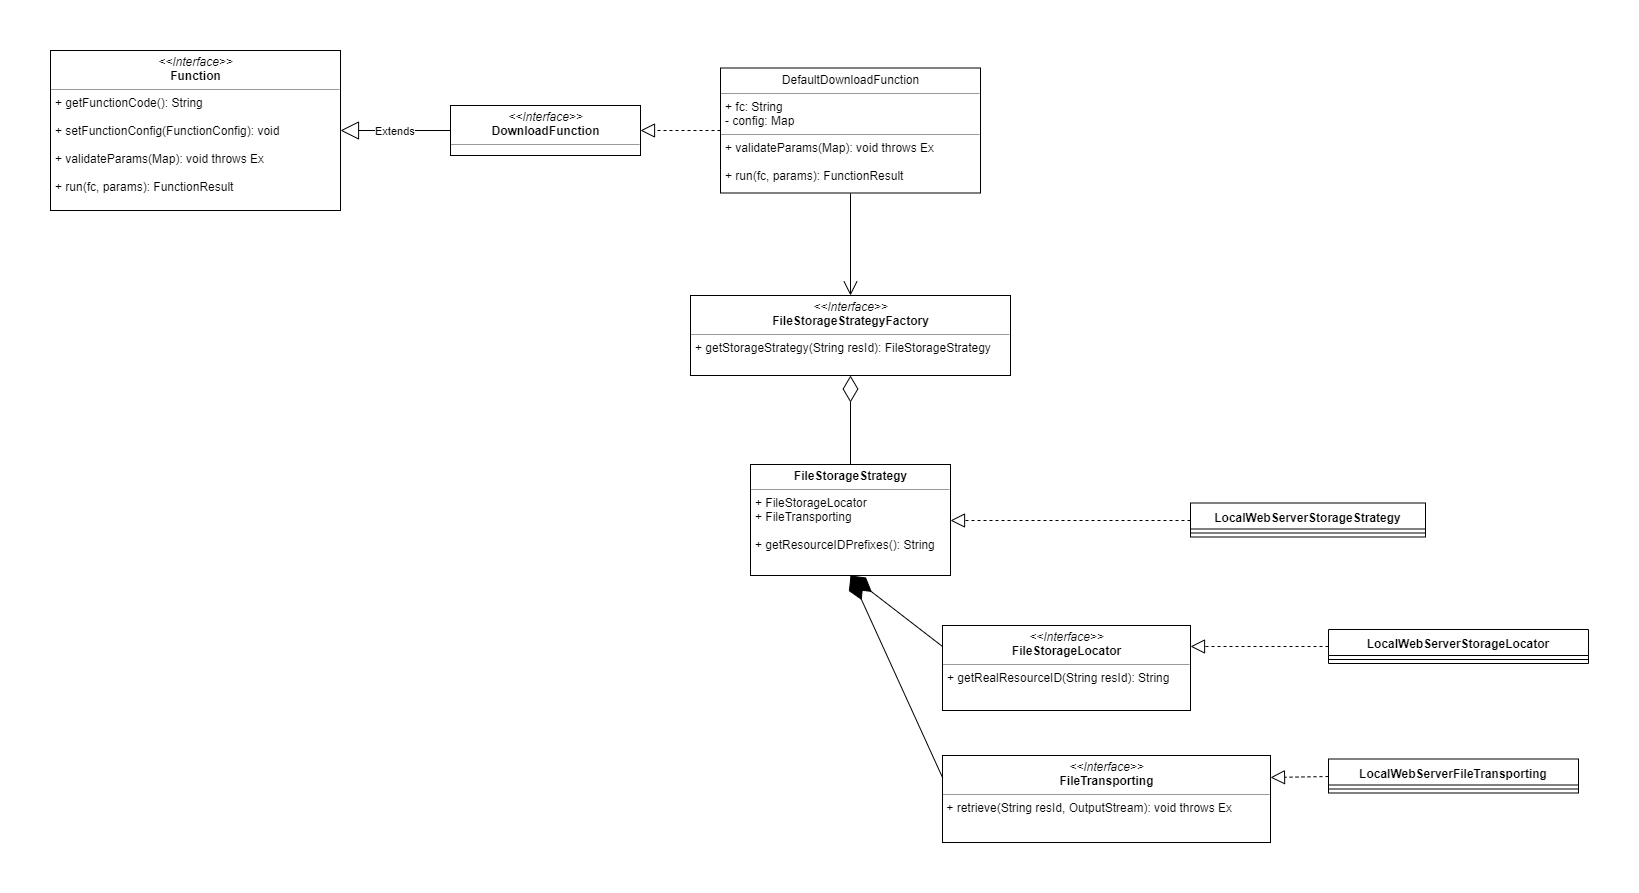 <<Interface>>
Function
+ getFunctionCode(): String
+ setFunctionConfig(FunctionConfig): void
+ validateParams(Map): void throws Ex
+ run(fc, params): FunctionResult
Extends
<<Interface>>
DownloadFunction
DefaultDownloadFunction
+ fc: String
- config: Map
+ validateParams(Map): void throws Ex
+ run(fc, params): FunctionResult
<<Interface>>
FileStorageStrategyFactory
+ getStorageStrategy(String resId): FileStorageStrategy
FileStorageStrategy
+ FileStorageLocator
+ FileTransporting
+ getResourceIDPrefixes(): String
LocalWebServerStorageStrategy
<<Interface>>
FileStorageLocator
+ getRealResourceID(String resId): String
LocalWebServerStorageLocator
<<Interface>>
FileTransporting
+ retrieve(String resId, OutputStream): void throws Ex
LocalWebServerFileTransporting